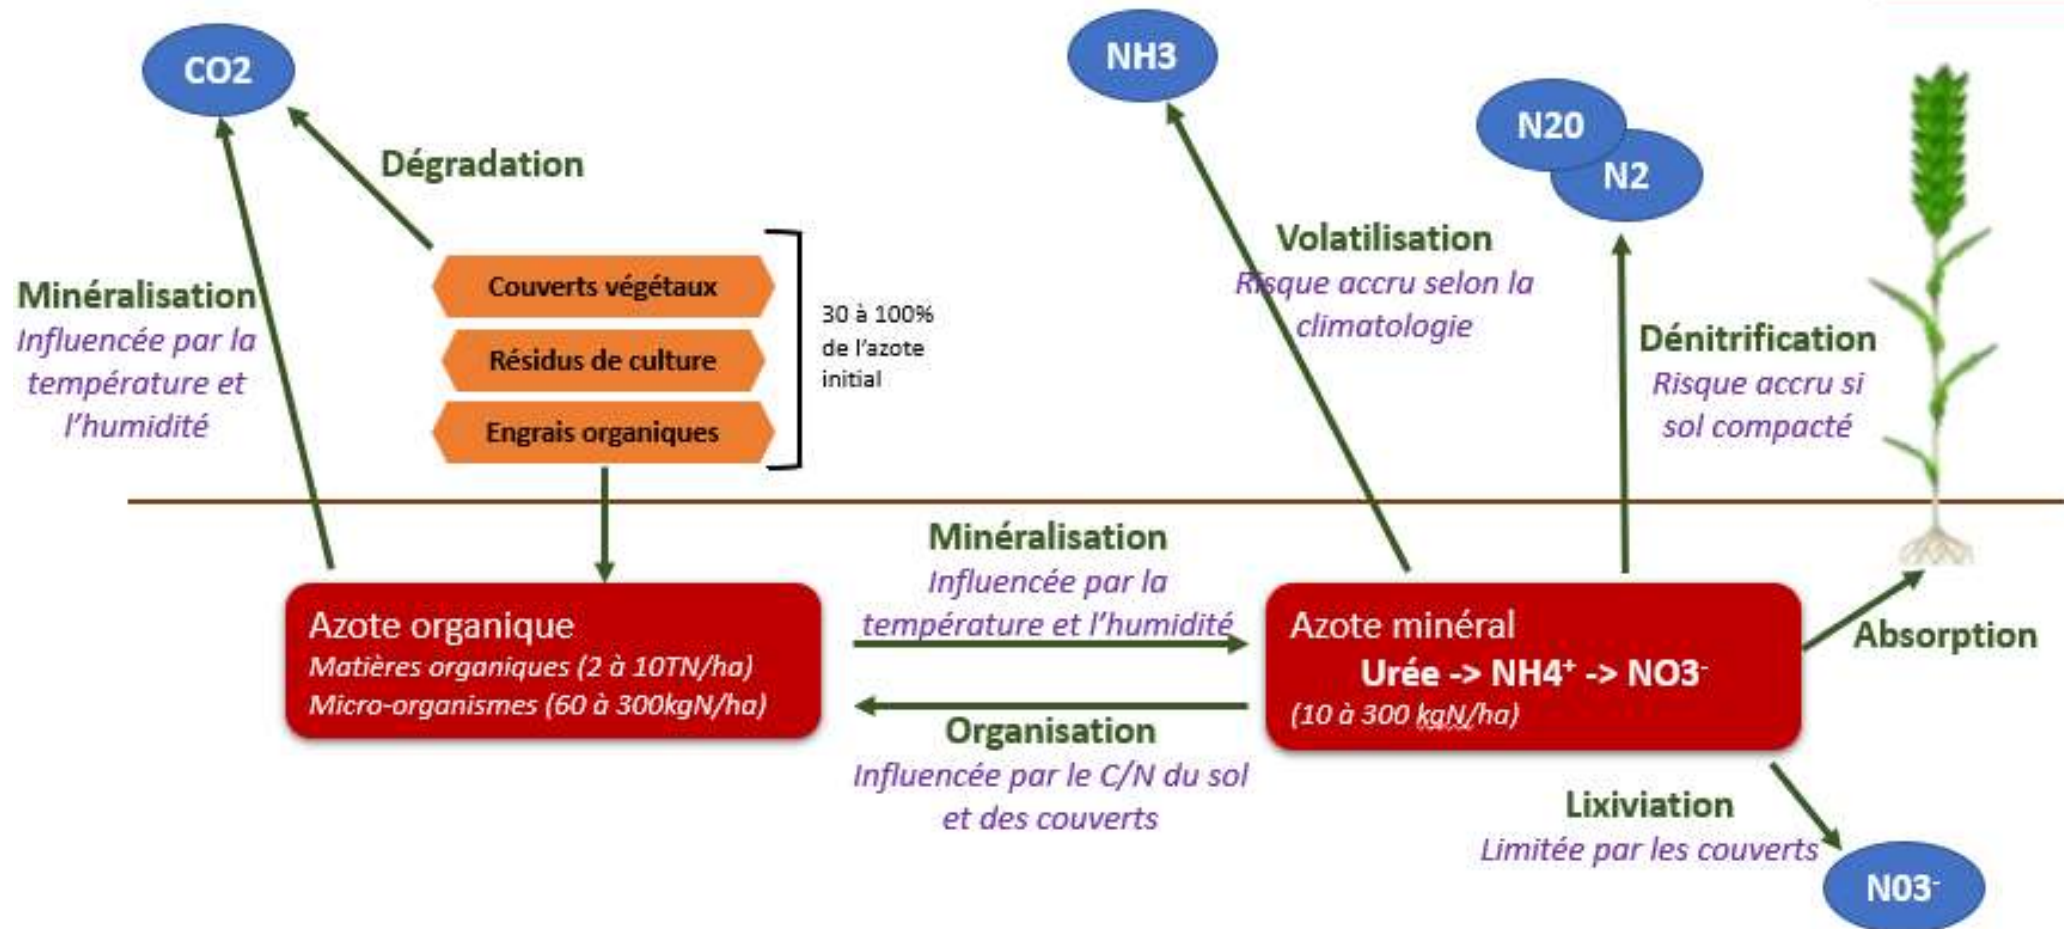 CO2
NH3
N20
N2
Dégradation
Minéralisation
Influencée par la
température et
l'humidité
Couverts végétaux
Résidus de culture
Engrais organiques
30 à 100%
de l'azote
initial
Volatilisation
Risque accru selon la
climatologie
Dénitrification
Risque accru si
sol compacté
Minéralisation
Influencée par la
température et l'humidité
Azote organique
Matières organiques (2 à 10TN/ha)
Micro-organismes (60 à 300kgN/ha)
Organisation
Influencée par le C/N du sol
et des couverts
Azote minéral
Urée -> NH4⁺ -> NO3⁻
(10 à 300 kgN/ha)
Absorption
Lixiviation
Limitée par les couverts
N03⁻